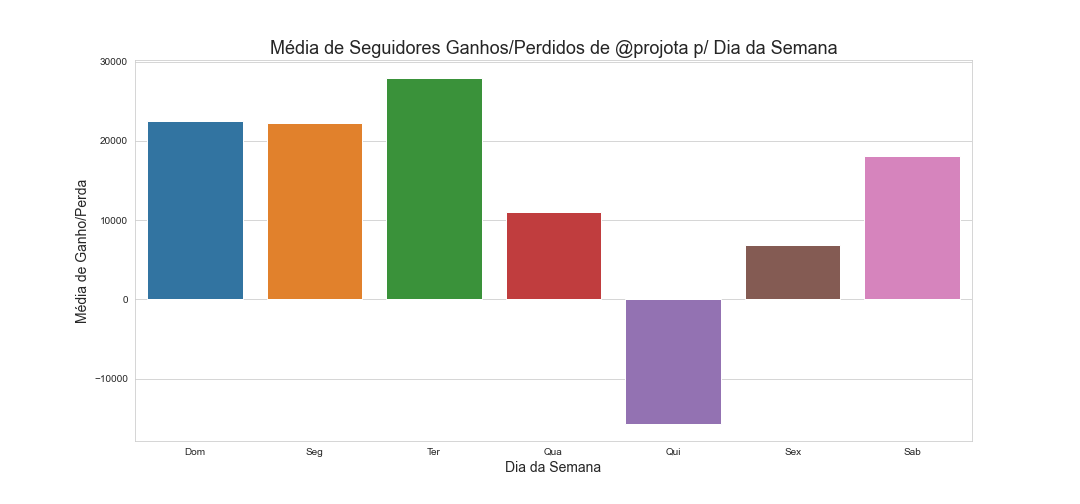 Média de Seguidores Ganhos/Perdidos de @projota p/ Dia da Semana
30000
20000
10000
0
−10000
Média de Ganho/Perda
Dom Seg Ter Qua Qui Sex Sab
Dia da Semana